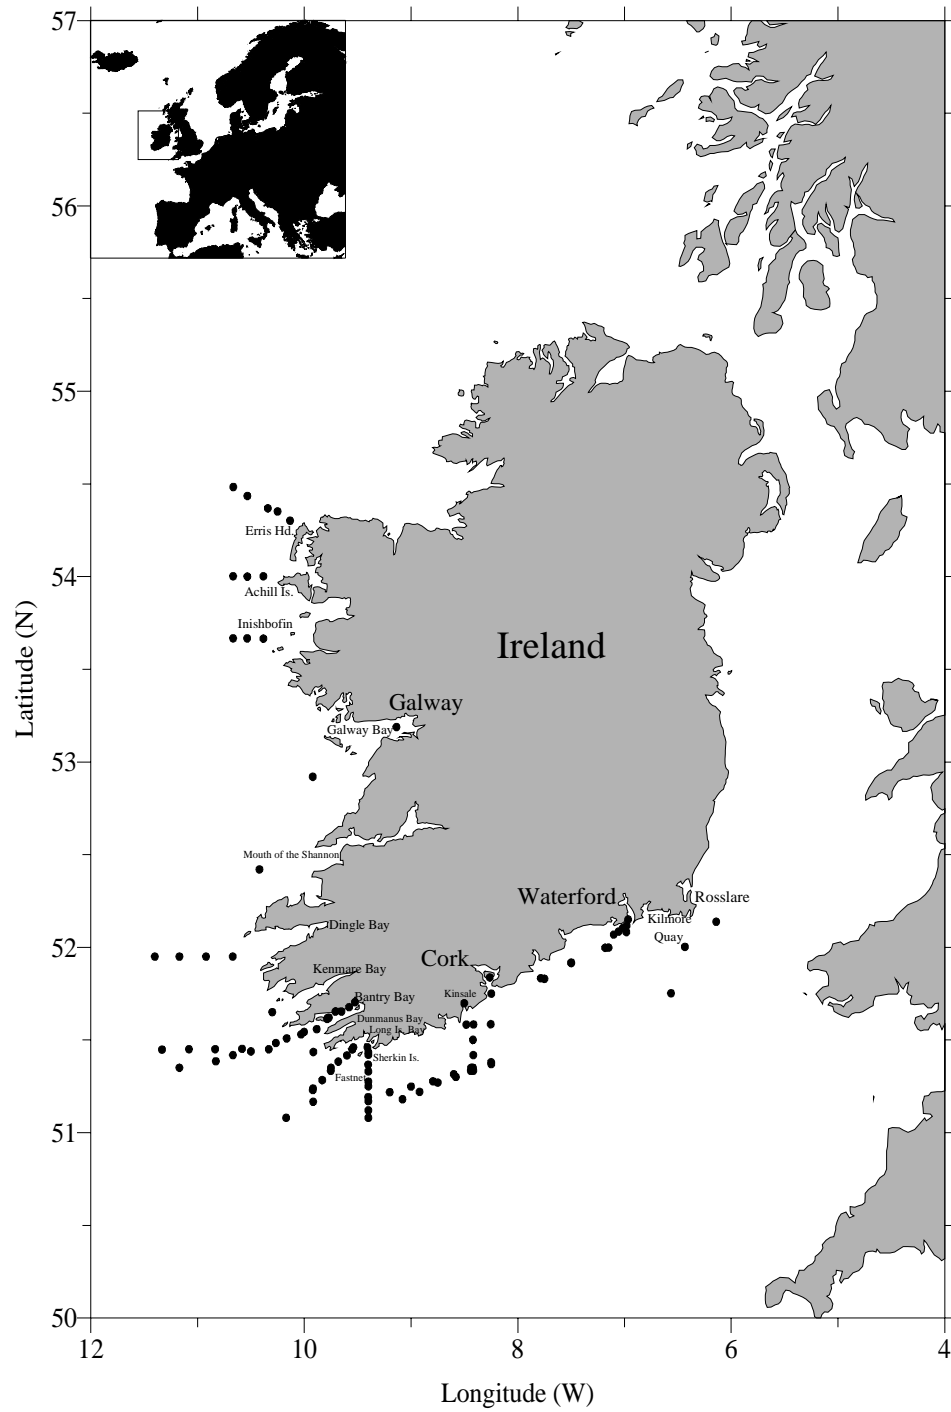 57
56
55
Erris Hd.
54
Achill Is.
Inishbofin
Ireland
Galway
Galway Bay
53
Mouth of the Shannon
Waterford
Rosslare
Kilmore
Quay
Dingle Bay
52
Cork
Kenmare Bay
Kinsale
Bantry Bay
Dunmanus Bay
Long Is. Bay
Sherkin Is.
Fastnet
51
50
12
10
8
6
4
Latitude (N)
Longitude (W)